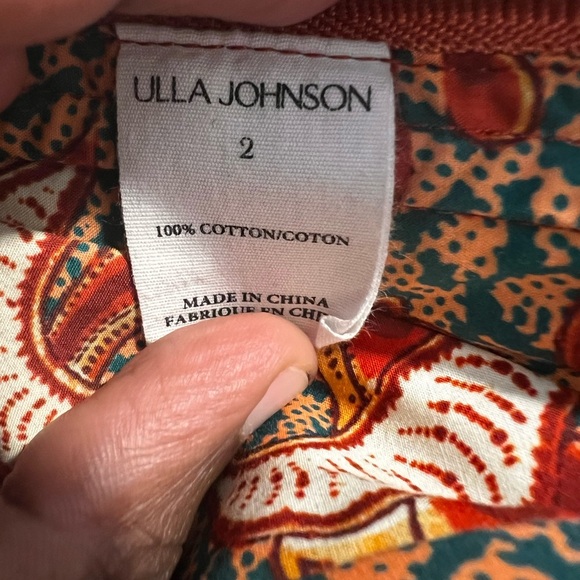 ULLA JOHNSON
2
100% COTTON/COTON
MADE IN CHINA
FABRIQUE EN